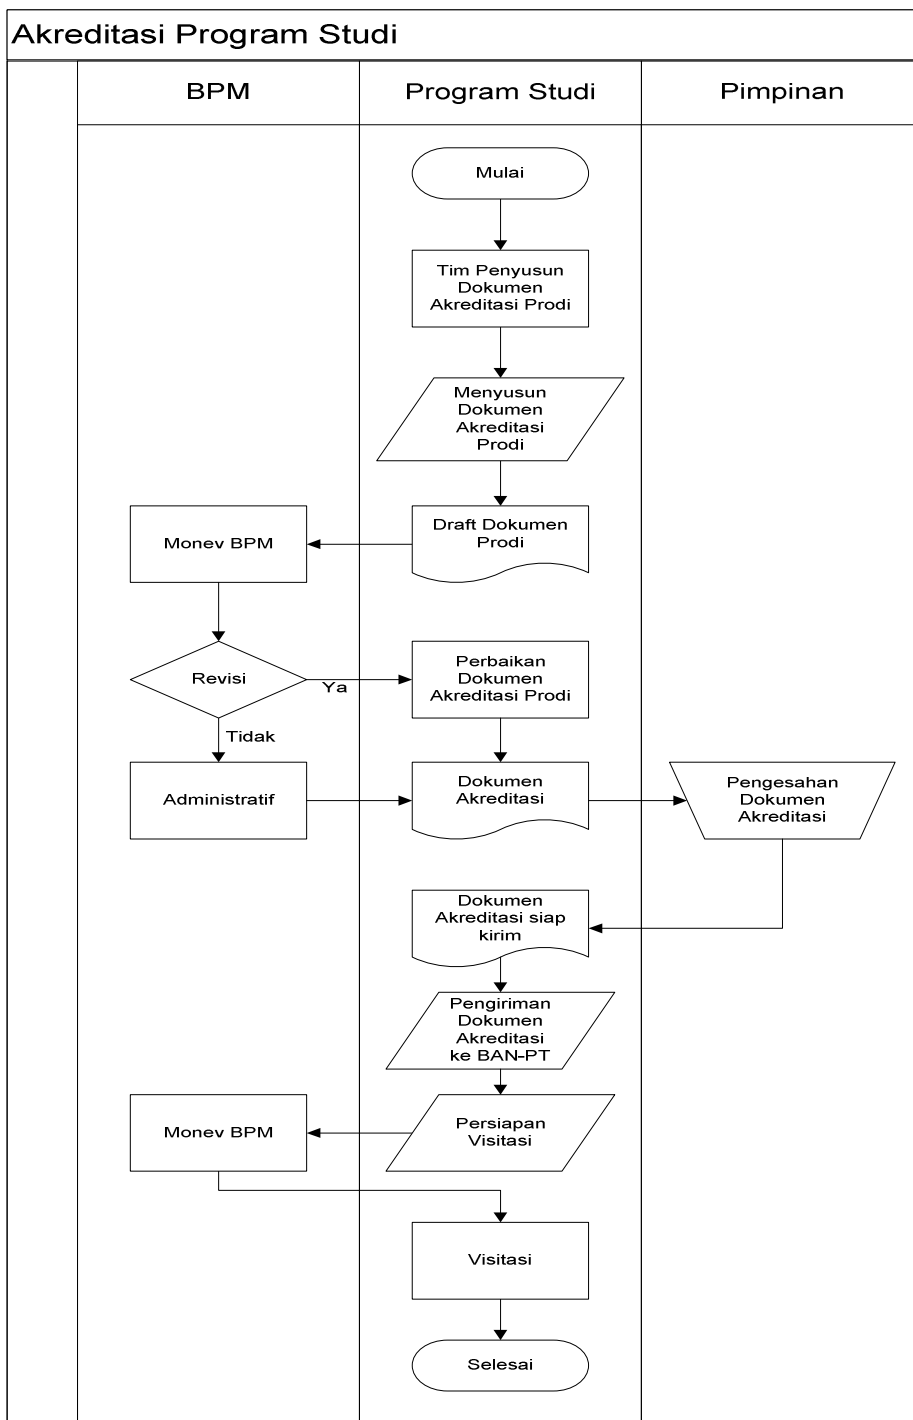 Akreditasi Program Studi
BPM
Program Studi
Pimpinan
Mulai
Tim Penyusun
Dokumen
Akreditasi Prodi
Menyusun
Dokumen
Akreditasi
Prodi
Draft Dokumen
Prodi
Monev BPM
Revisi
Ya
Perbaikan
Dokumen
Akreditasi Prodi
Tidak
Administratif
Dokumen
Akreditasi
Pengesahan
Dokumen
Akreditasi
Dokumen
Akreditasi siap
kirim
Pengiriman
Dokumen
Akreditasi
ke BAN-PT
Persiapan
Visitasi
Monev BPM
Visitasi
Selesai